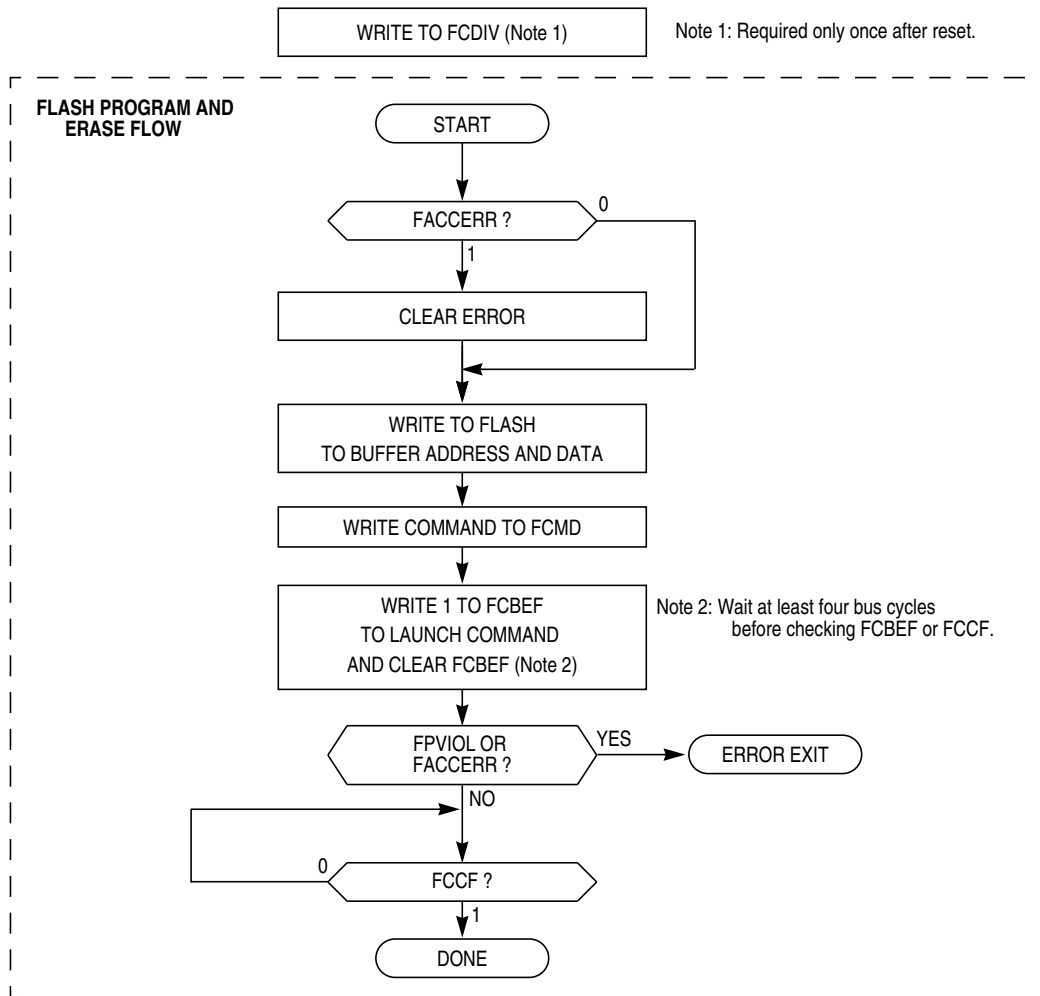 WRITE TO FCDIV (Note 1)
Note 1: Required only once after reset.
FLASH PROGRAM AND
ERASE FLOW
START
FACCERR ?
0
1
CLEAR ERROR
WRITE TO FLASH
TO BUFFER ADDRESS AND DATA
WRITE COMMAND TO FCMD
WRITE 1 TO FCBEF
TO LAUNCH COMMAND
AND CLEAR FCBEF (Note 2)
Note 2: Wait at least four bus cycles
before checking FCBEF or FCCF.
FPVIOL OR
FACCERR ?
YES
ERROR EXIT
NO
0
FCCF ?
1
DONE